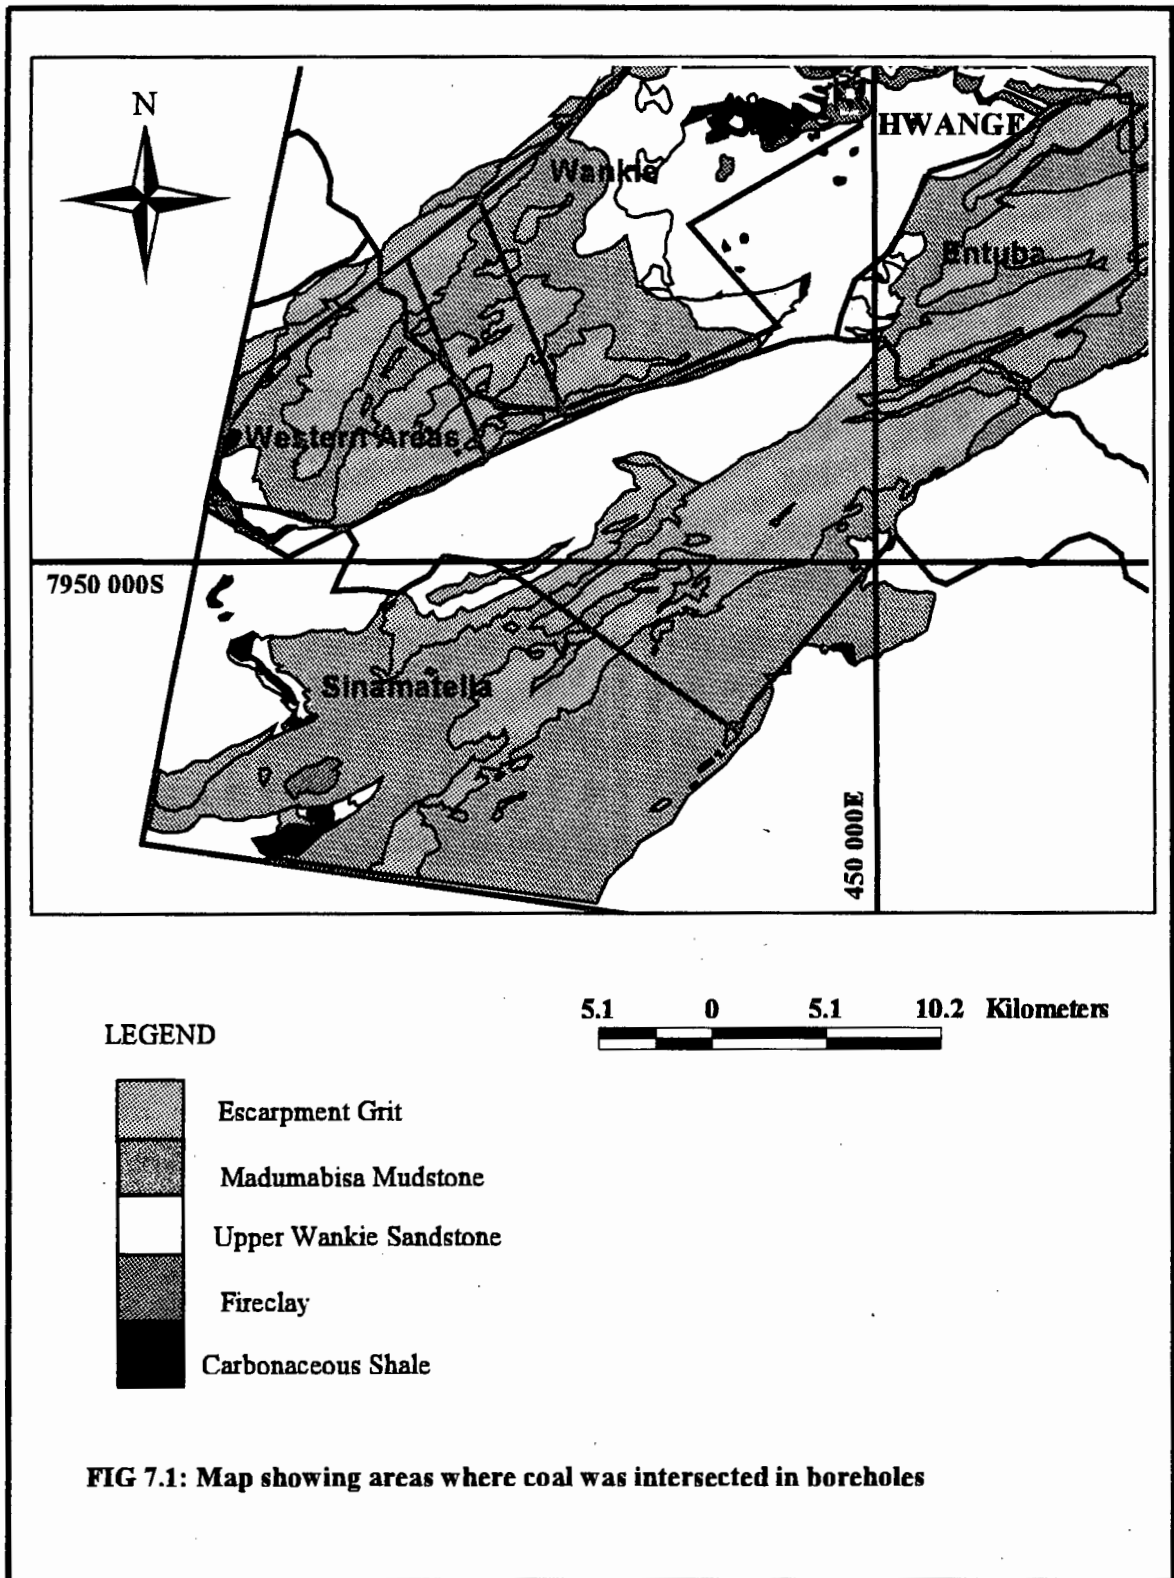 N
HWANGE
Wankie
Entuba
Western Areas
7950 000S
Sinamatella
450 000E
5.1 0 5.1 10.2 Kilometers
LEGEND
Escarpment Grit
Madumabisa Mudstone
Upper Wankie Sandstone
Fireclay
Carbonaceous Shale
FIG 7.1: Map showing areas where coal was intersected in boreholes